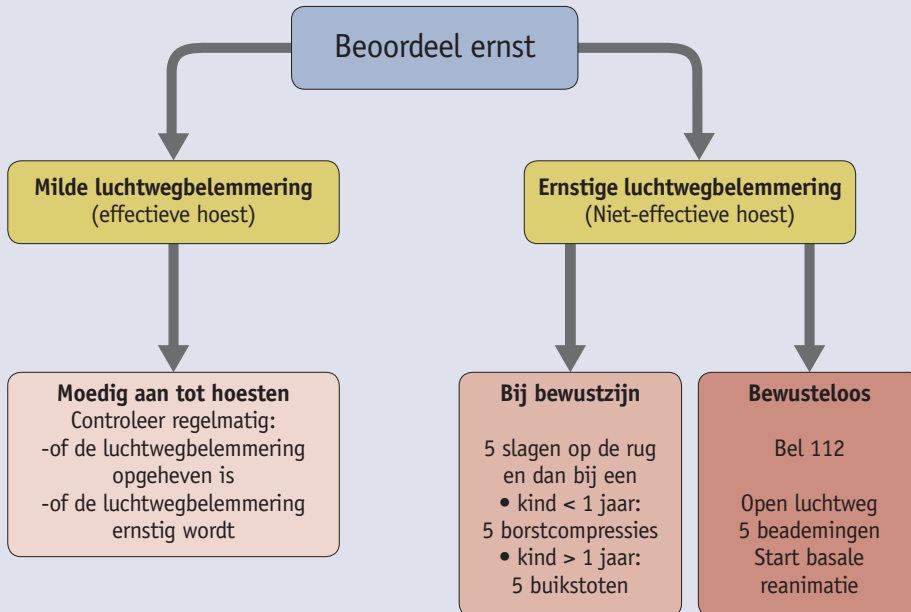 Beoordeel ernst
Milde luchtwegbelemmering
(effectieve hoest)
Ernstige luchtwegbelemmering
(Niet-effectieve hoest)
Moedig aan tot hoesten
Controleer regelmatig:
-of de luchtwegbelemmering
opgeheven is
-of de luchtwegbelemmering
ernstig wordt
Bij bewustzijn
5 slagen op de rug
en dan bij een
• kind < 1 jaar:
5 borstcompressies
• kind > 1 jaar:
5 buikstoten
Bewusteloos
Bel 112
Open luchtweg
5 beademingen
Start basale
reanimatie